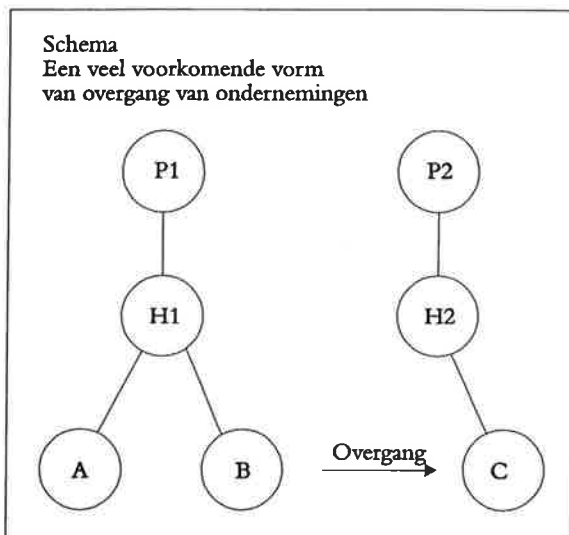 Schema
Een veel voorkomende vorm
van overgang van ondernemingen
P1
P2
H1
H2
Overgang
A
B
C